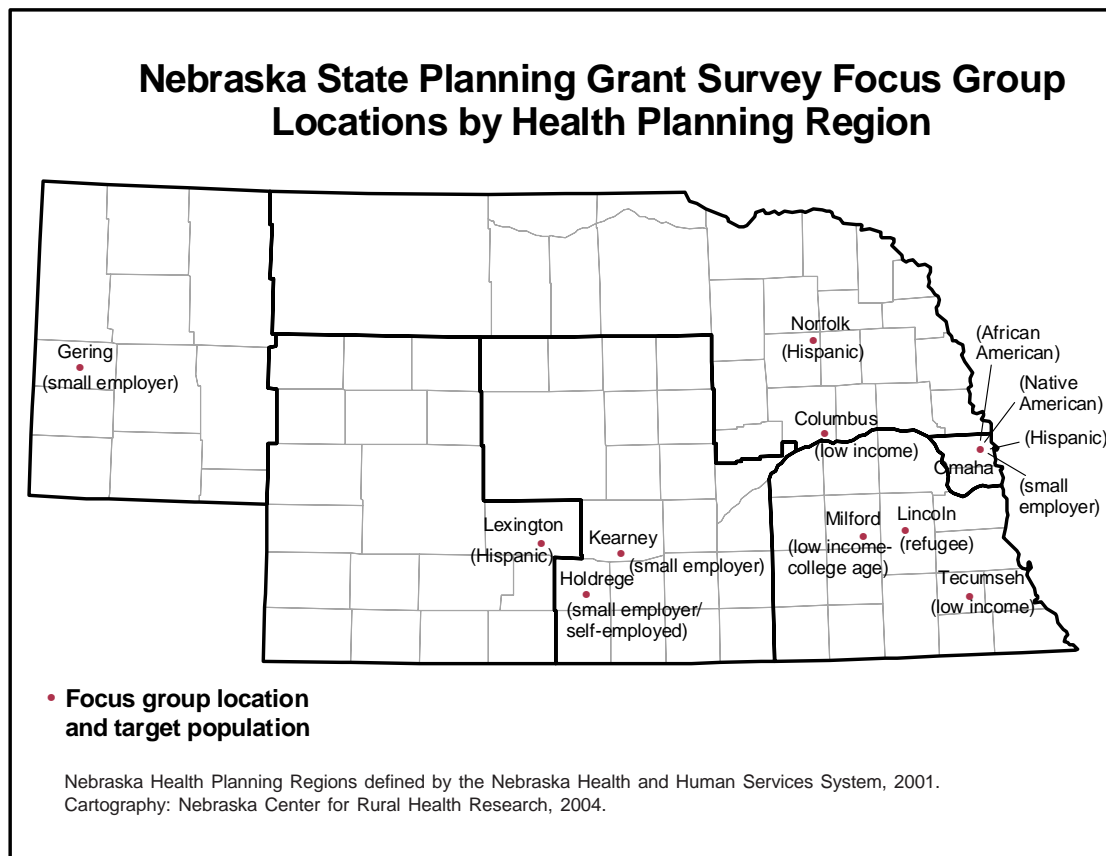 Nebraska State Planning Grant Survey Focus Group
Locations by Health Planning Region
Norfolk
(Hispanic)
(African
American)
Gering
(small employer)
(Native
American)
Columbus
(low income)
(Hispanic)
Omaha
(small
employer)
Lexington
(Hispanic)
Kearney
(small employer)
Milford
(low income-
college age)
Lincoln
(refugee)
Holdrege
(small employer/
self-employed)
Tecumseh
(low income)
Focus group location
and target population
Nebraska Health Planning Regions defined by the Nebraska Health and Human Services System, 2001.
Cartography: Nebraska Center for Rural Health Research, 2004.